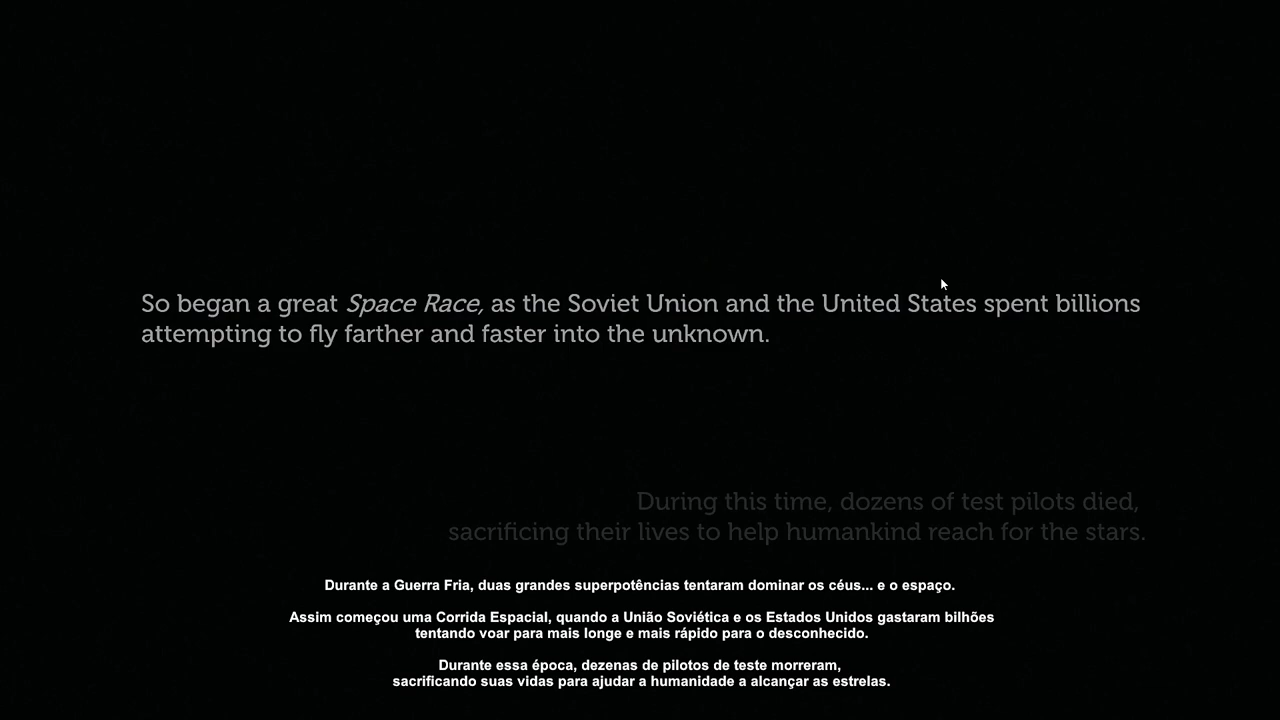 So began a great Space Race, as the Soviet Union and the United States spent billions
attempting to fly farther and faster into the unknown.
During this time, dozens of test pilots died,
sacrificing their lives to help humankind reach for the stars.
Durante a Guerra Fria, duas grandes superpotências tentaram dominar os céus... e o espaço.
Assim começou uma Corrida Espacial, quando a União Soviética e os Estados Unidos gastaram bilhões
tentando voar para mais longe e mais rápido para o desconhecido.
Durante essa época, dezenas de pilotos de teste morreram,
sacrificando suas vidas para ajudar a humanidade a alcançar as estrelas.